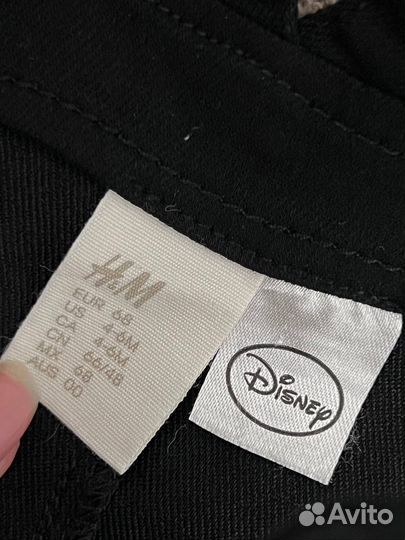 H&M
EUR 68
US 4-6M
CA 4-6M
CN 66/48
MX 68
AUS 00
Disney
Avito